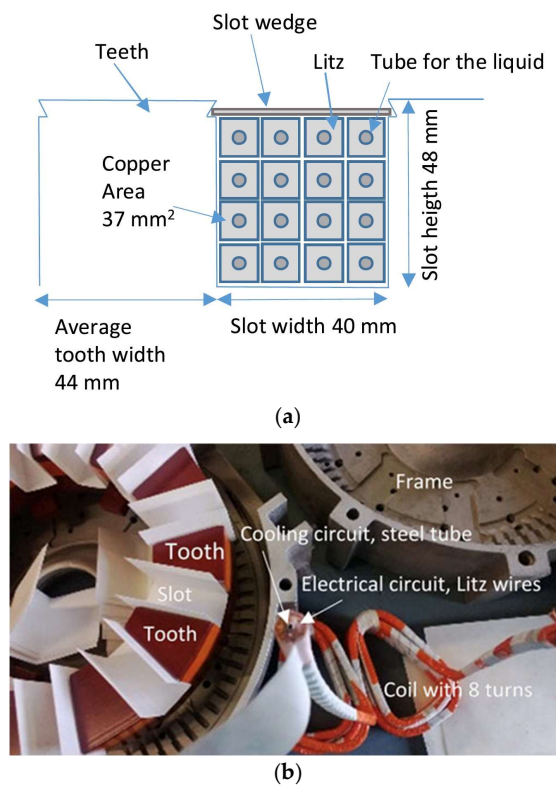 Slot wedge
Teeth
Litz
Tube for the liquid
Copper
Area
37 mm²
Slot heigth 48 mm
Average
tooth width
44 mm
Slot width 40 mm
(a)
Frame
Cooling circuit, steel tube
Tooth
Electrical circuit, Litz wires
Slot
Tooth
Coil with 8 turns
(b)